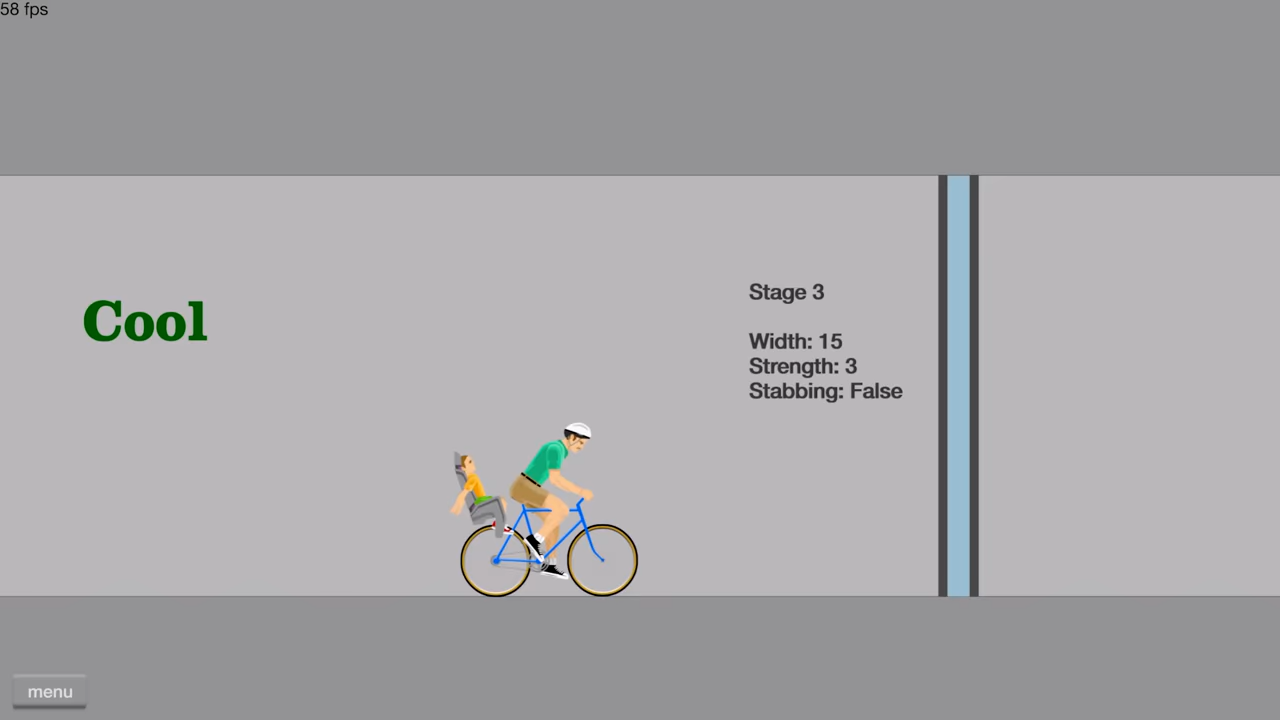 58 fps
Cool
Stage 3
Width: 15
Strength: 3
Stabbing: False
menu